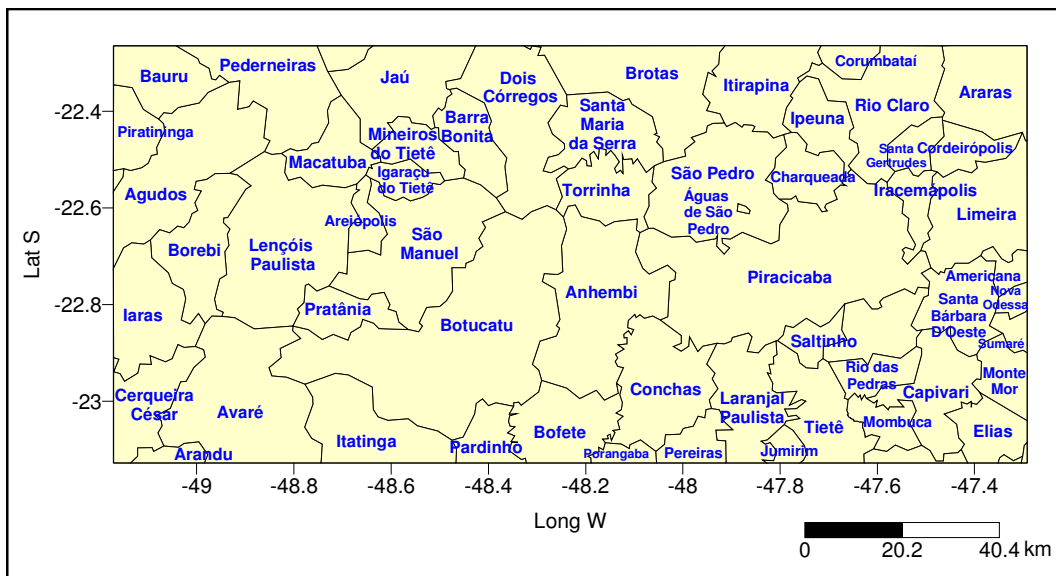 Bauru
Pederneiras
Jaú
Dois
Córregos
Brotas
Itirapina
Corumbataí
Rio Claro
Araras
Piratininga
Macatuba
Mineiros
do Tietê
Barra
Bonita
Santa
Maria
da Serra
Ipeuna
Santa
Gertrudes
Cordeirópolis
Agudos
Igaraçu
do Tietê
Torrinha
São Pedro
Charqueada
Iracemápolis
Limeira
Areiópolis
Águas
de São
Pedro
Borebi
Lençóis
Paulista
São
Manuel
Anhembi
Piracicaba
Americana
Nova
Odessa
Santa
Bárbara
D'Oeste
Sumaré
Iaras
Pratânia
Botucatu
Saltinho
Rio das
Pedras
Monte
Mor
Cerqueira
César
Avaré
Conchas
Laranjal
Paulista
Capivari
Arandu
Itatinga
Pardinho
Bofete
Porangaba
Pereiras
Jumirim
Tietê
Mombuca
Elias
-22.4
-22.6
-22.8
-23
Lat S
-49
-48.8
-48.6
-48.4
-48.2
-48
-47.8
-47.6
-47.4
Long W
0
20.2
40.4 km